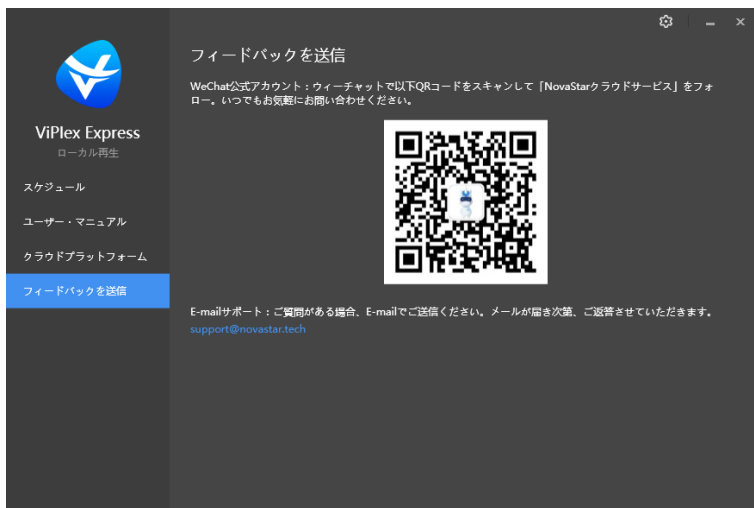 フィードバックを送信
WeChat公式アカウント：ウィーチャットで以下QRコードをスキャンして「NovaStarクラウドサービス」をフォ
ロー。いつでもお気軽にお問い合わせください。
ViPlex Express
ローカル再生
スケジュール
ユーザー・マニュアル
クラウドプラットフォーム
フィードバックを送信
E-mailサポート：ご質問がある場合、E-mailでご送信ください。メールが届き次第、ご返答させていただきます。
support@novastar.tech